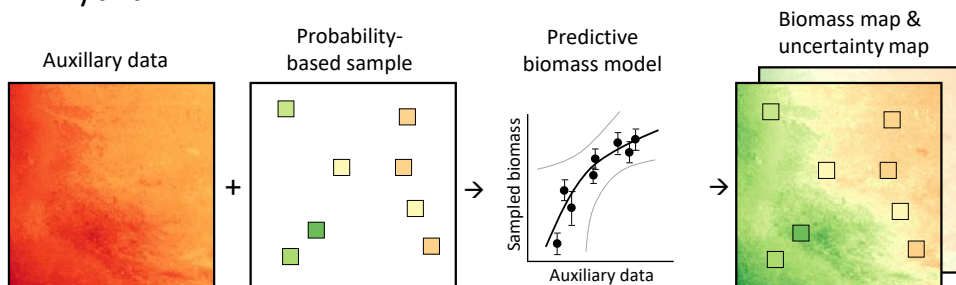 Auxillary data
Probability-
based sample
Predictive
biomass model
Biomass map &
uncertainty map
+
→
Sampled biomass
Auxiliary data
→